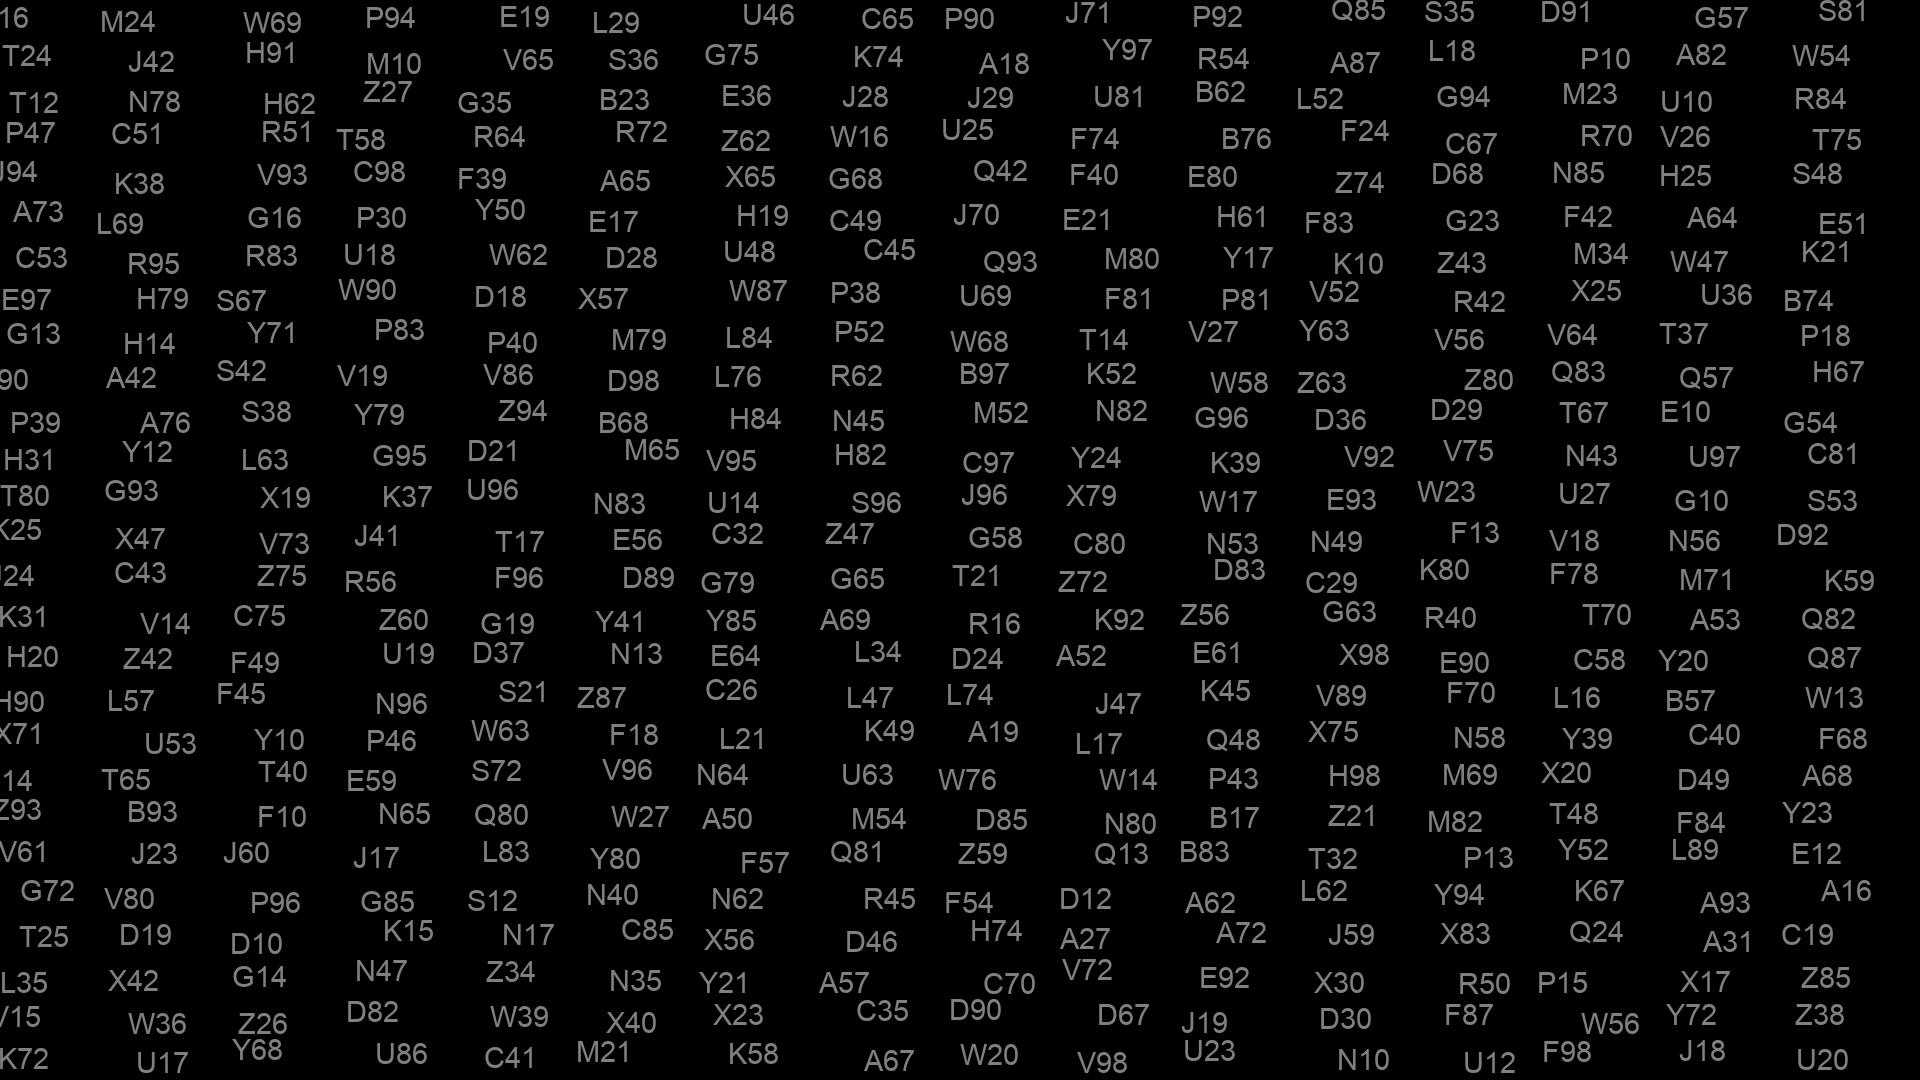 16 M24 W69 P94 E19 L29 U46 C65 P90 J71 P92 Q85 S35 D91 G57 S81
T24 J42 H91 M10 V65 S36 G75 K74 A18 Y97 R54 A87 L18 P10 A82 W54
T12 N78 H62 Z27 G35 B23 E36 J28 J29 U81 B62 L52 G94 M23 U10 R84
P47 C51 R51 T58 R64 R72 Z62 W16 U25 F74 B76 F24 C67 R70 V26 T75
94 K38 V93 C98 F39 A65 X65 G68 Q42 F40 E80 Z74 D68 N85 H25 S48
A73 L69 G16 P30 Y50 E17 H19 C49 J70 E21 H61 F83 G23 F42 A64 E51
C53 R95 R83 U18 W62 D28 U48 C45 Q93 M80 Y17 K10 Z43 M34 W47 K21
E97 H79 S67 W90 D18 X57 W87 P38 U69 F81 P81 V52 R42 X25 U36 B74
G13 H14 Y71 P83 P40 M79 L84 P52 W68 T14 V27 Y63 V56 V64 T37 P18
90 A42 S42 V19 V86 D98 L76 R62 B97 K52 W58 Z63 Z80 Q83 Q57 H67
P39 A76 S38 Y79 Z94 B68 H84 N45 M52 N82 G96 D36 D29 T67 E10 G54
H31 Y12 L63 G95 D21 M65 V95 H82 C97 Y24 K39 V92 V75 N43 U97 C81
T80 G93 X19 K37 U96 N83 U14 S96 J96 X79 W17 E93 W23 U27 G10 S53
K25 X47 V73 J41 T17 E56 C32 Z47 G58 C80 N53 N49 F13 V18 N56 D92
24 C43 Z75 R56 F96 D89 G79 G65 T21 Z72 D83 C29 K80 F78 M71 K59
K31 V14 C75 Z60 G19 Y41 Y85 A69 R16 K92 Z56 G63 R40 T70 A53 Q82
H20 Z42 F49 U19 D37 N13 E64 L34 D24 A52 E61 X98 E90 C58 Y20 Q87
H90 L57 F45 N96 S21 Z87 C26 L47 L74 J47 K45 V89 F70 L16 B57 W13
X71 U53 Y10 P46 W63 F18 L21 K49 A19 L17 Q48 X75 N58 Y39 C40 F68
14 T65 T40 E59 S72 V96 N64 U63 W76 W14 P43 H98 M69 X20 D49 A68
Z93 B93 F10 N65 Q80 W27 A50 M54 D85 N80 B17 Z21 M82 T48 F84 Y23
V61 J23 J60 J17 L83 Y80 F57 Q81 Z59 Q13 B83 T32 P13 Y52 L89 E12
G72 V80 P96 G85 S12 N40 N62 R45 F54 D12 A62 L62 Y94 K67 A93 A16
T25 D19 D10 K15 N17 C85 X56 D46 H74 A27 A72 J59 X83 Q24 A31 C19
L35 X42 G14 N47 Z34 N35 Y21 A57 C70 V72 E92 X30 R50 P15 X17 Z85
V15 W36 Z26 D82 W39 X40 X23 C35 D90 D67 J19 D30 F87 W56 Y72 Z38
K72 U17 Y68 U86 C41 M21 K58 A67 W20 V98 U23 N10 U12 F98 J18 U20